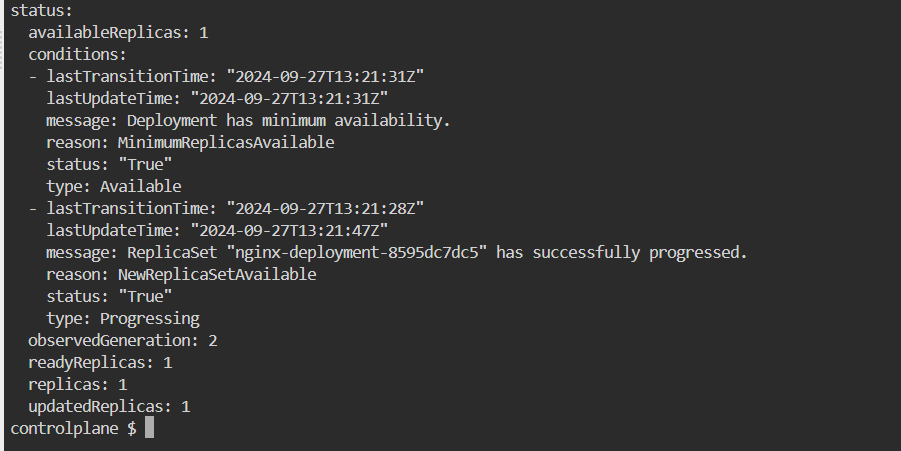 status:
  availableReplicas: 1
  conditions:
  - lastTransitionTime: "2024-09-27T13:21:31Z"
    lastUpdateTime: "2024-09-27T13:21:31Z"
    message: Deployment has minimum availability.
    reason: MinimumReplicasAvailable
    status: "True"
    type: Available
  - lastTransitionTime: "2024-09-27T13:21:28Z"
    lastUpdateTime: "2024-09-27T13:21:47Z"
    message: ReplicaSet "nginx-deployment-8595dc7dc5" has successfully progressed.
    reason: NewReplicaSetAvailable
    status: "True"
    type: Progressing
  observedGeneration: 2
  readyReplicas: 1
  replicas: 1
  updatedReplicas: 1
controlplane $